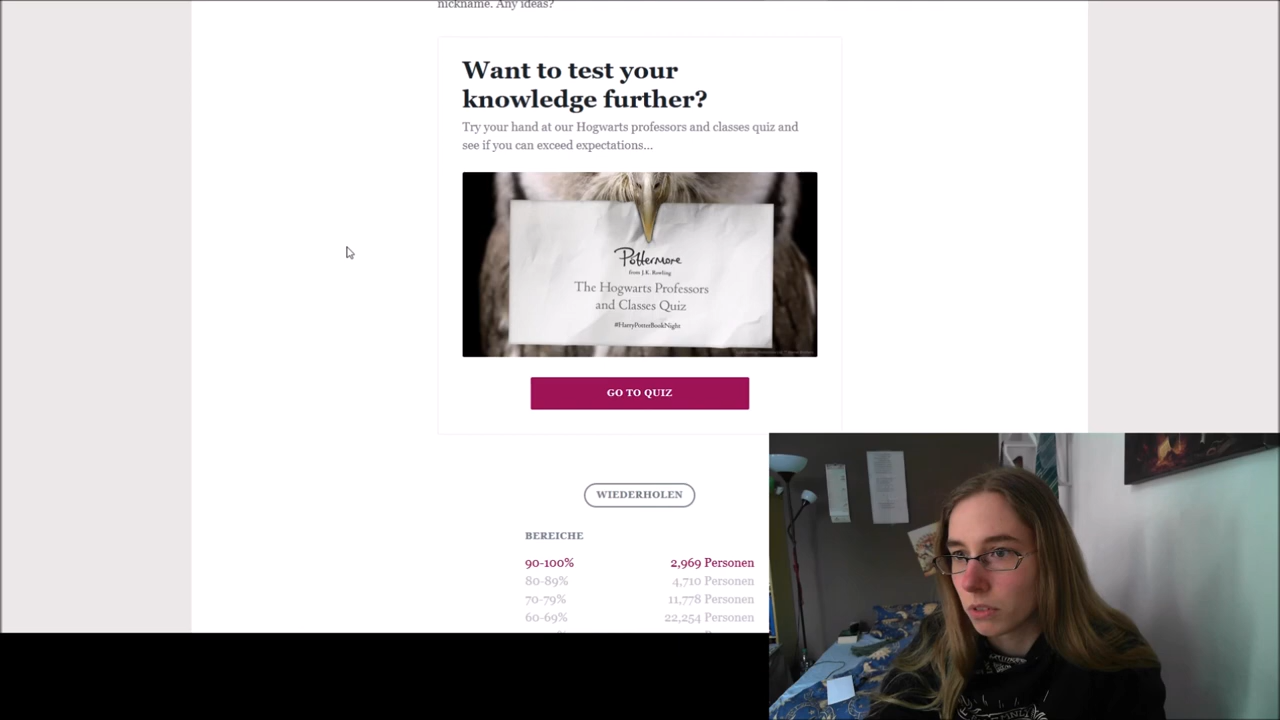 nickname. Any ideas?
Want to test your
knowledge further?
Try your hand at our Hogwarts professors and classes quiz and
see if you can exceed expectations...
Pottermore
from J.K. Rowling
The Hogwarts Professors
and Classes Quiz
#HarryPotterBookNight
GO TO QUIZ
WIEDERHOLEN
BEREICHE
90-100% 2,969 Personen
80-89% 4,710 Personen
70-79% 11,778 Personen
60-69% 22,254 Personen